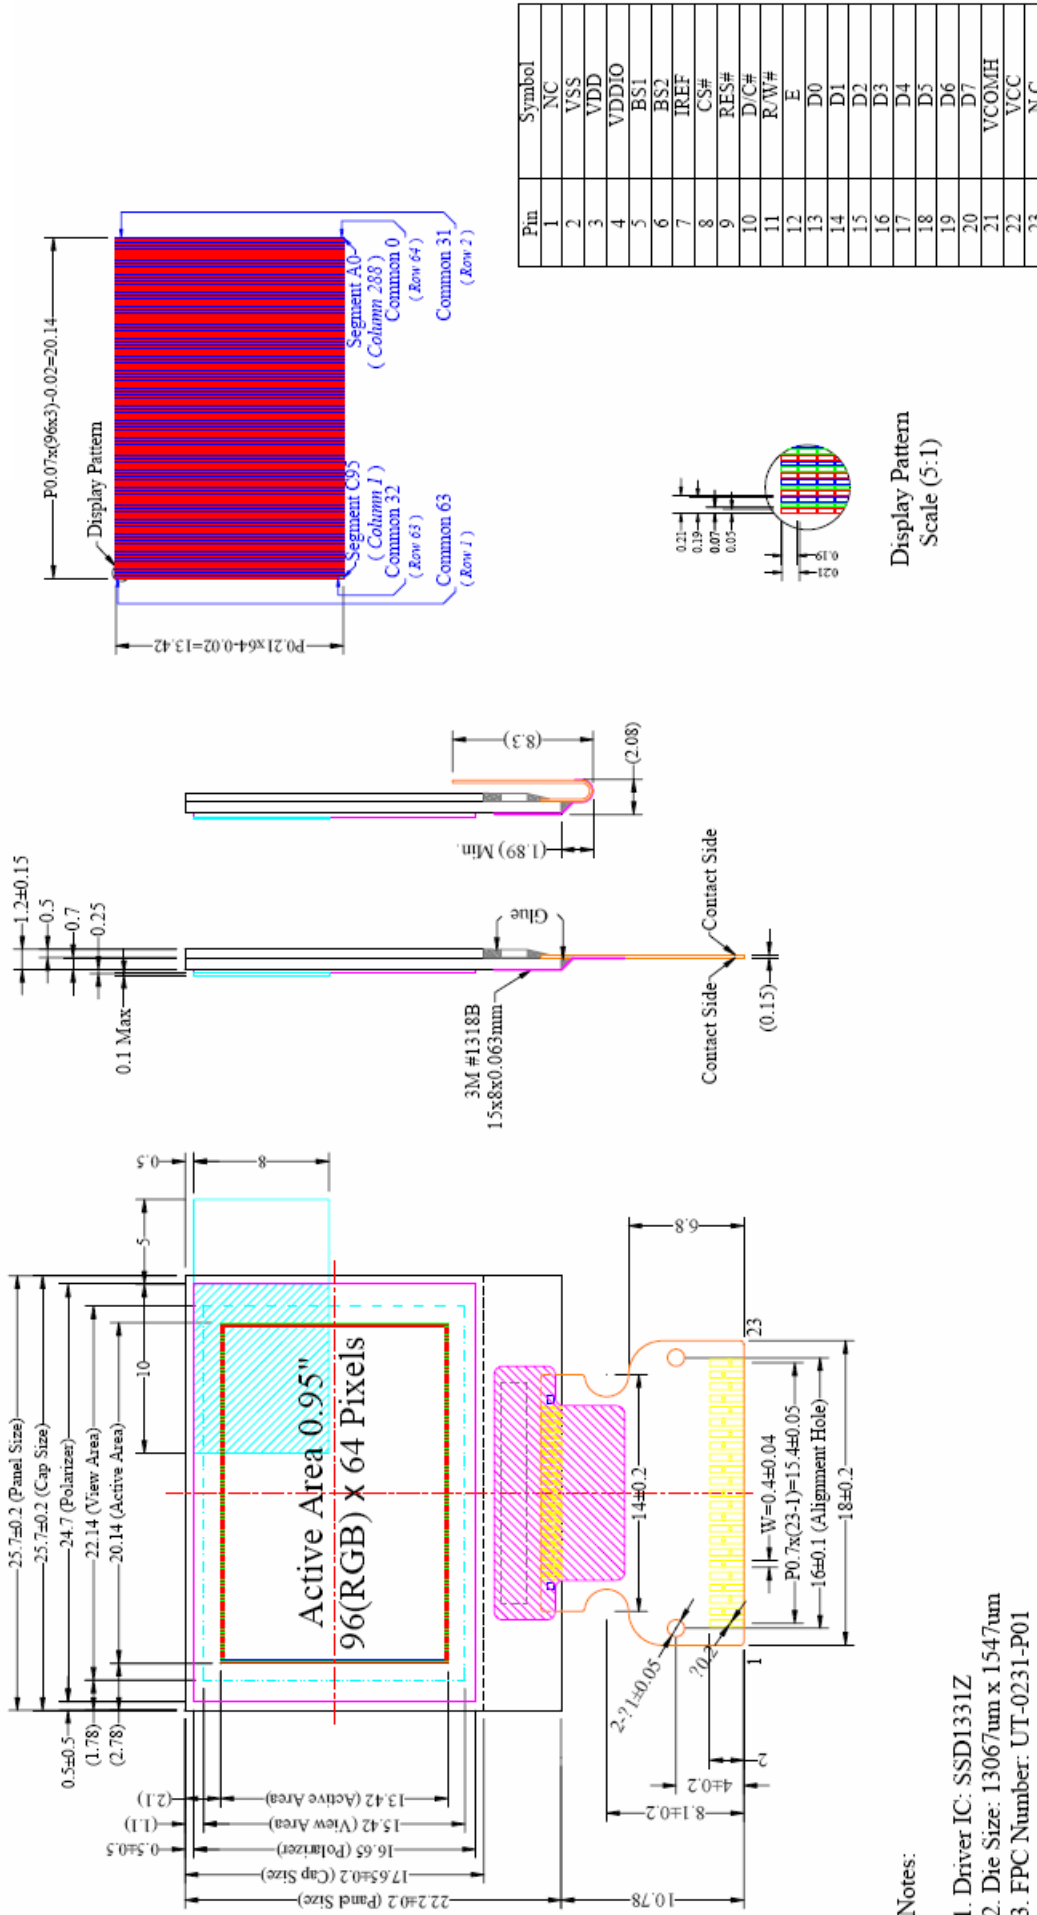 25.7±0.2 (Panel Size)
25.7±0.2 (Cap Size)
24.7 (Polarizer)
22.14 (View Area)
20.14 (Active Area)
0.5±0.5
(1.78)
(2.78)
10
5
0.5
8
Active Area 0.95"
96(RGB) x 64 Pixels
(2.1)
13.42 (Active Area)
(1.1)
15.42 (View Area)
0.5±0.5
16.65 (Polarizer)
17.65±0.2 (Cap Size)
22.2±0.2 (Panel Size)
10.78
14±0.2
6.8
2-?1±0.05
?0.2
W=0.4±0.04
P0.7x(23-1)=15.4±0.05
16±0.1 (Alignment Hole)
18±0.2
1
23
2
4±0.2
8.1±0.2
1.2±0.15
0.5
0.7
0.25
0.1 Max
Glue
3M #1318B
15x8x0.063mm
Contact Side
Contact Side
(0.15)
(8.3)
(1.89) Min.
(2.08)
P0.07x(96x3)-0.02=20.14
Display Pattern
P0.21x64-0.02=13.42
Segment C95
( Column 1 )
Common 32
( Row 63 )
Common 63
( Row 1 )
Segment A0
( Column 288 )
Common 0
( Row 64 )
Common 31
( Row 2 )
0.21
0.19
0.07
0.05
0.19
0.21
Display Pattern
Scale (5:1)
Pin Symbol
1 NC
2 VSS
3 VDD
4 VDDIO
5 BS1
6 BS2
7 IREF
8 CS#
9 RES#
10 D/C#
11 R/W#
12 E
13 D0
14 D1
15 D2
16 D3
17 D4
18 D5
19 D6
20 D7
21 VCOMH
22 VCC
23 N.C
Notes:
1. Driver IC: SSD1331Z
2. Die Size: 13067um x 1547um
3. FPC Number: UT-0231-P01